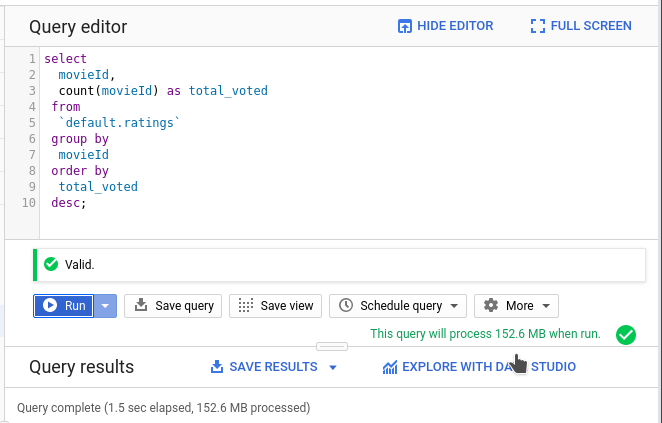 Query editor
HIDE EDITOR
FULL SCREEN
1 select
2 movieId,
3 count(movieId) as total_voted
4 from
5 `default.ratings`
6 group by
7 movieId
8 order by
9 total_voted
10 desc;
Valid.
Run
Save query
Save view
Schedule query
More
This query will process 152.6 MB when run.
Query results
SAVE RESULTS
EXPLORE WITH DATA STUDIO
Query complete (1.5 sec elapsed, 152.6 MB processed)